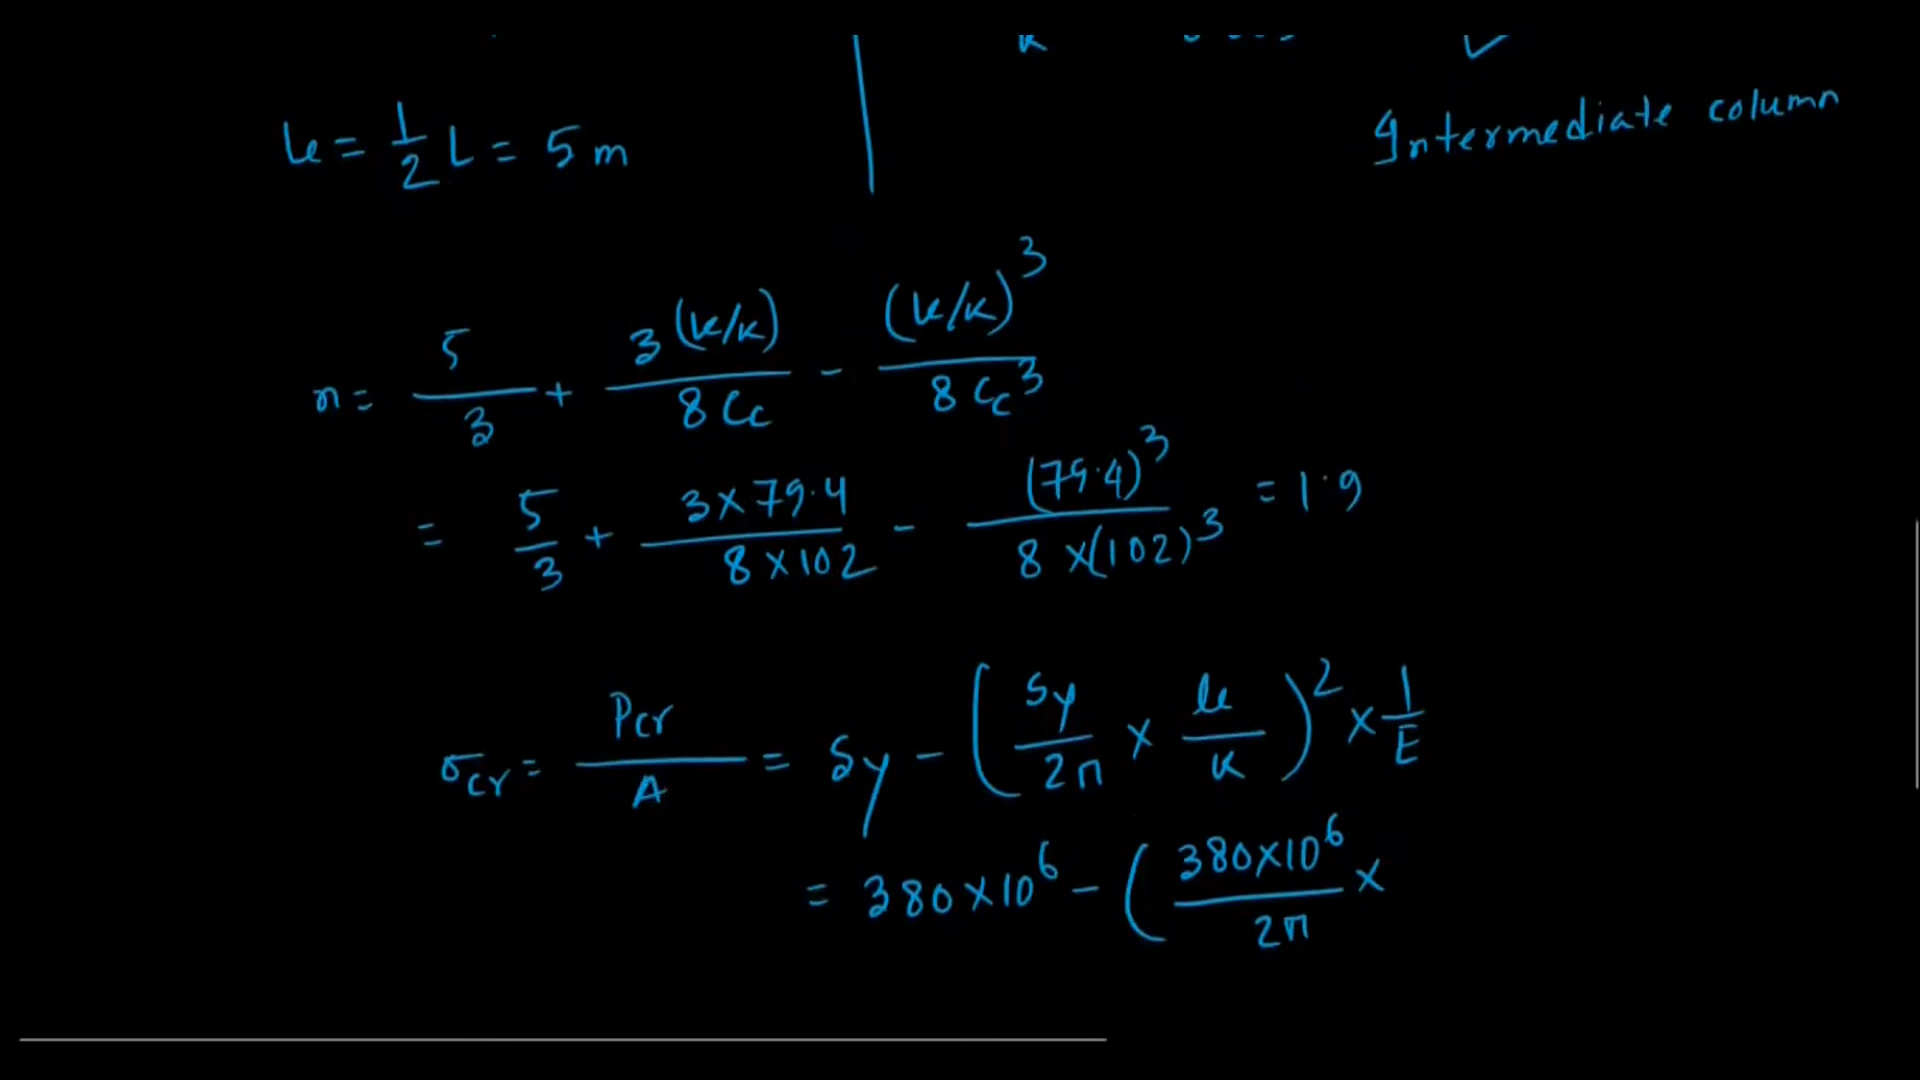 Le = 1/2 L = 5 m
Intermediate column
n = 5/3 + 3(Le/k)/8Cc - (Le/k)^3/8Cc^3
= 5/3 + 3×79.4/8×102 - (79.4)^3/8×(102)^3 = 1.9
σcr = Pcr/A = Sy - (Sy/2π × Le/k)^2 × 1/E
= 380×10^6 - (380×10^6/2π ×